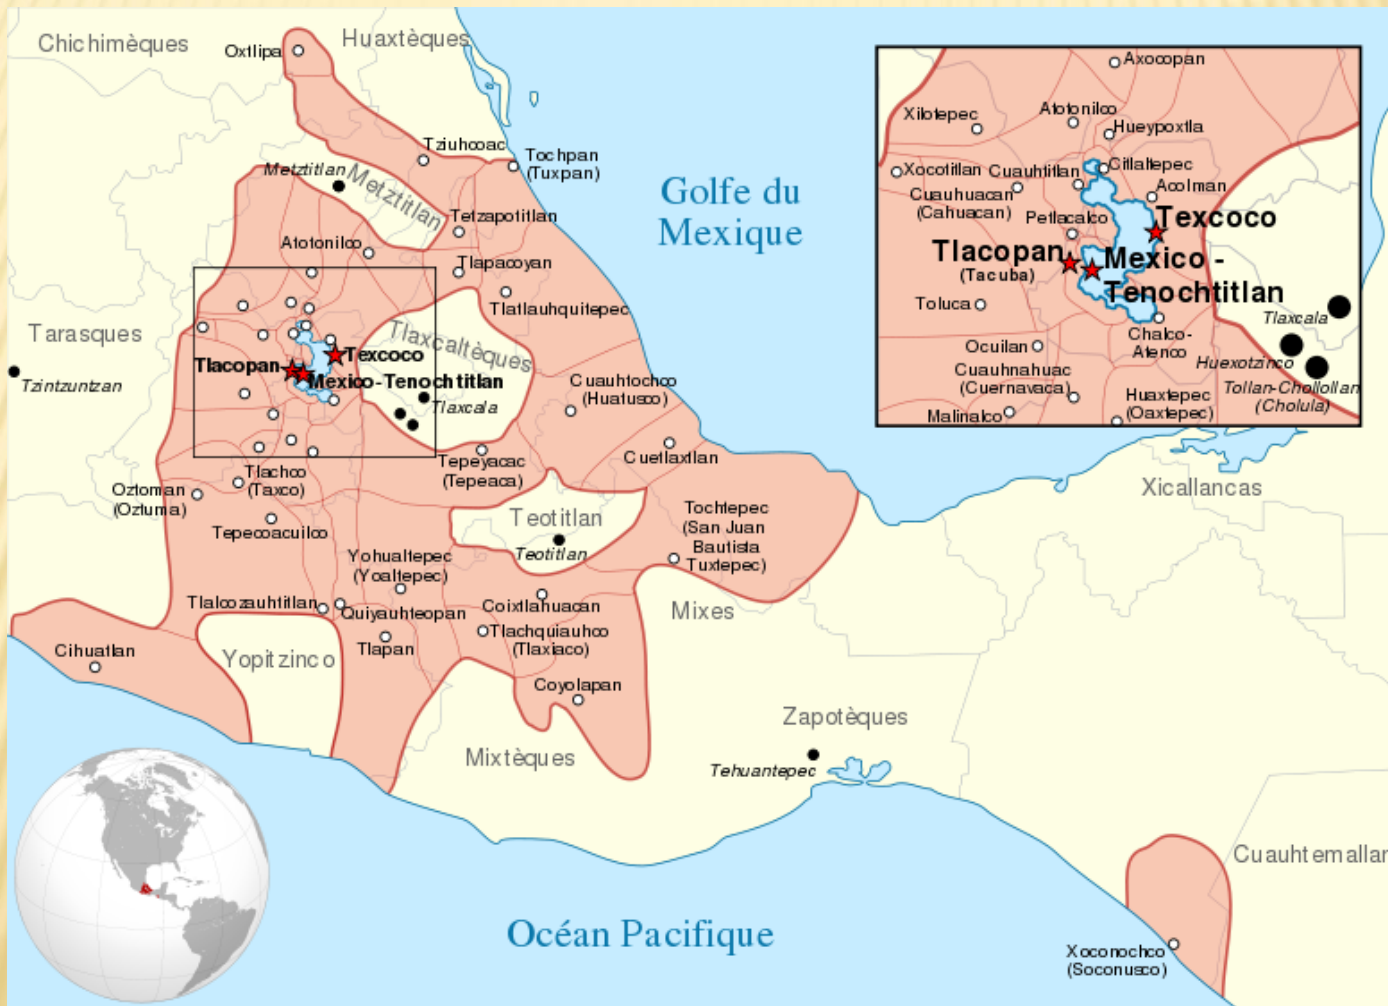 Chichimèques
Huaxtèques
Oxtlipa
Tziuhcoac
Tochpan
(Tuxpan)
Metztitlan
Metztitlan
Tetzapotitlan
Atotonilco
Tlapacoyan
Tlatlauhquitepec
Golfe du
Mexique
Tarasques
Tzintzuntzan
Tlaxcaltèques
Texcoco
Tlacopan
Mexico-Tenochtitlan
Tlaxcala
Cuauhtochco
(Huatusco)
Cuetlaxtlan
Tepeyacac
(Tepeaca)
Tlachco
(Taxco)
Oztoman
(Oztuma)
Tepecoacuilco
Teotitlan
Teotitlan
Tochtepec
(San Juan
Bautista
Tuxtepec)
Yohualtepec
(Yoaltepec)
Tlalcozauhtitlan
Quiyauhteopan
Coixtlahuacan
Tlachquiauhco
(Tlaxiaco)
Tlapan
Cihuatlan
Yopitzinco
Coyolapan
Mixes
Mixtèques
Zapotèques
Tehuantepec
Xicallancas
Cuauhtemallan
Xoconochco
(Soconusco)
Océan Pacifique
Axocopan
Xilotepec
Atotonilco
Hueypoxtla
Xocotitlan
Cuauhtitlan
Citlaltepec
Cuauhuacan
(Cahuacan)
Acolman
Petlacalco
Texcoco
Tlacopan
(Tacuba)
Mexico -
Tenochtitlan
Toluca
Chalco-
Atenco
Tlaxcala
Ocuilan
Huexotzinco
Cuauhnahuac
(Cuernavaca)
Tollan-Chollollan
(Cholula)
Malinalco
Huaxtepec
(Oaxtepec)